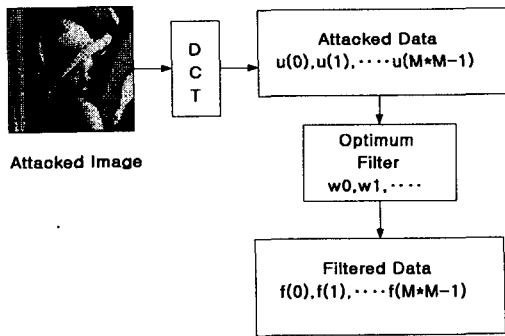 D
C
T
Attacked Data
u(0),u(1),····u(M*M-1)
Attacked Image
Optimum
Filter
w0,w1,····
Filtered Data
f(0),f(1),····f(M*M-1)